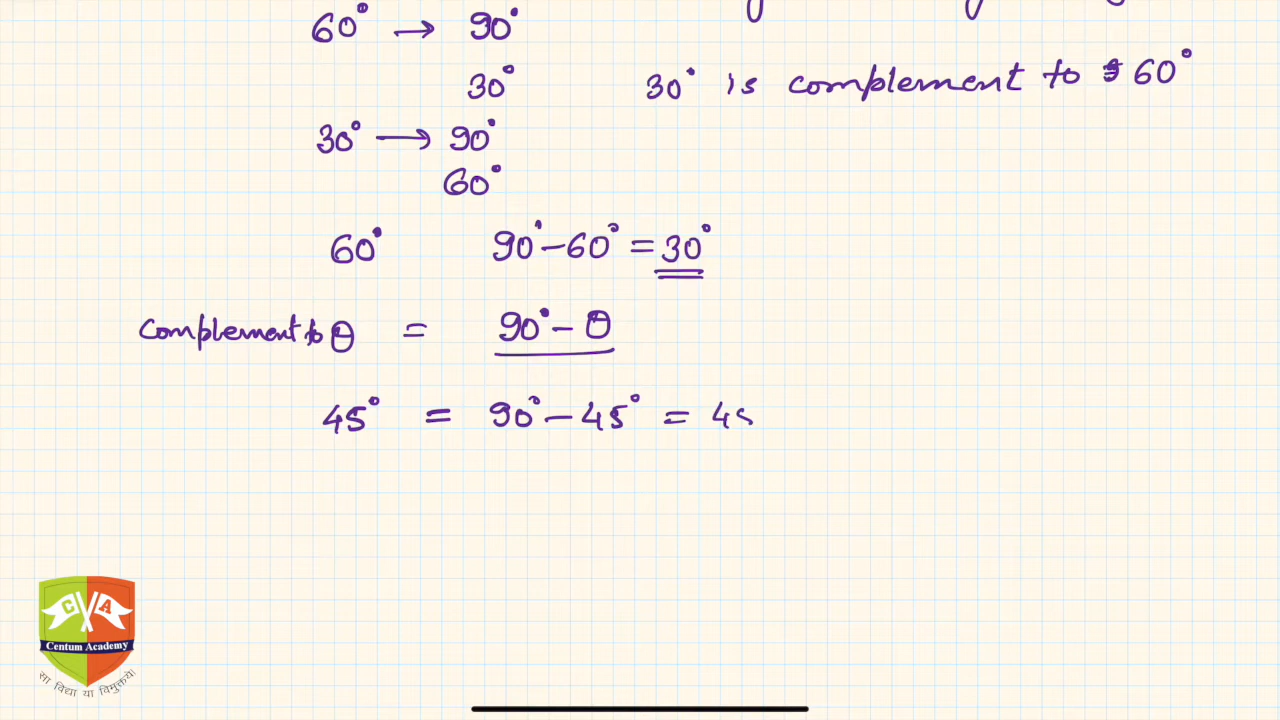 60° → 90°
30° 30° is complement to 60°
30° → 90°
60°
60° 90° - 60° = 30°
Complement to θ = 90° - θ
45° = 90° - 45° = 45
C A
Centum Academy
सा विद्या या विमुक्तये।